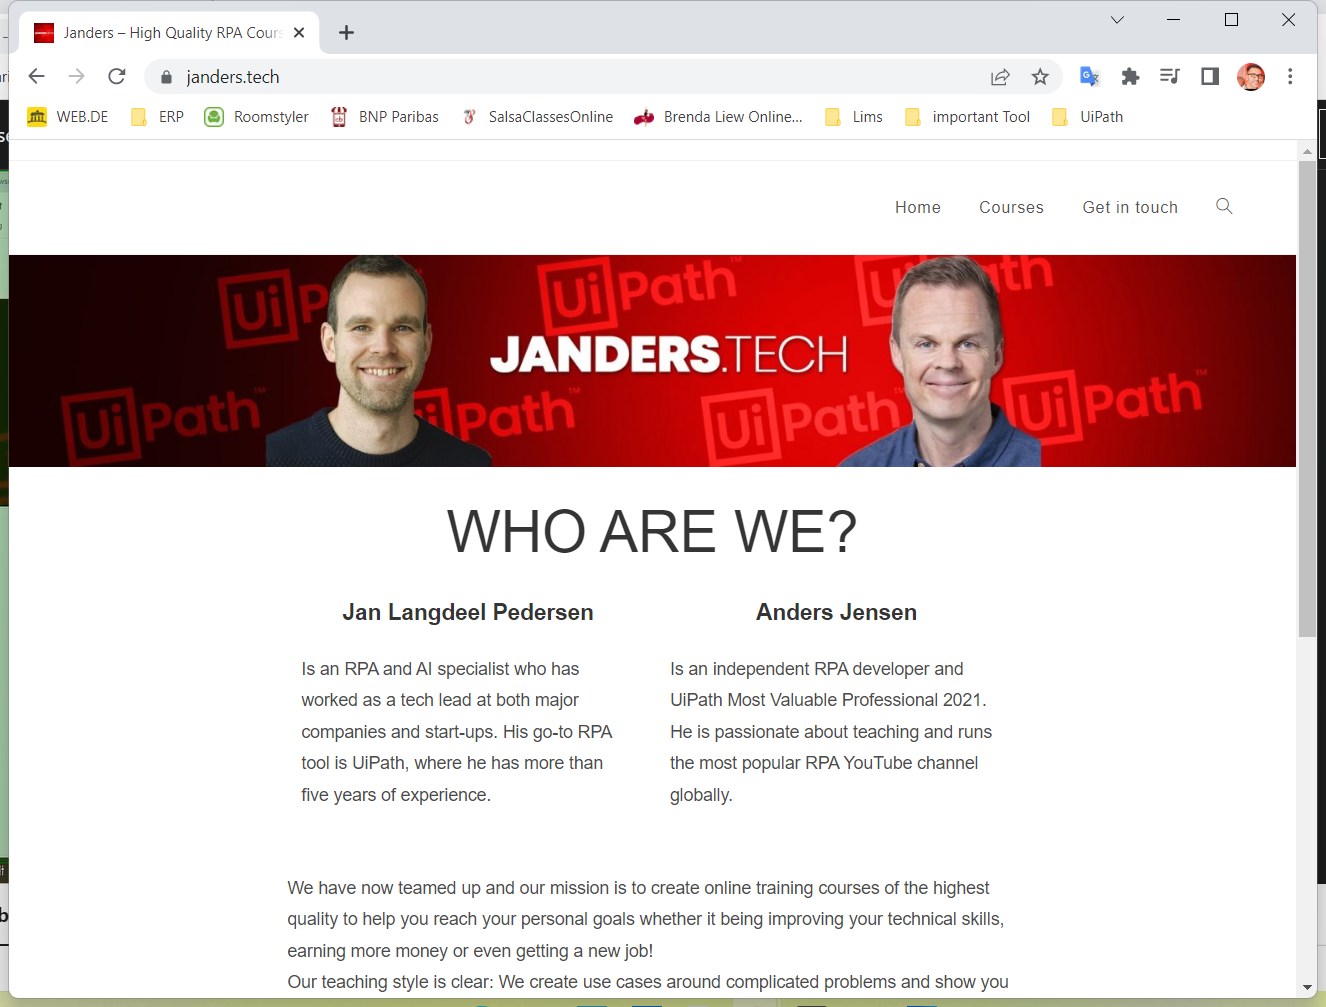 Janders – High Quality RPA Cours
janders.tech
WEB.DE ERP Roomstyler BNP Paribas SalsaClassesOnline Brenda Liew Online... Lims important Tool UiPath
Home Courses Get in touch
UiPath™ UiPath™ UiPath
JANDERS.TECH
UiPath™ UiPath™ UiPath UiPath™
WHO ARE WE?
Jan Langdeel Pedersen
Is an RPA and AI specialist who has
worked as a tech lead at both major
companies and start-ups. His go-to RPA
tool is UiPath, where he has more than
five years of experience.
Anders Jensen
Is an independent RPA developer and
UiPath Most Valuable Professional 2021.
He is passionate about teaching and runs
the most popular RPA YouTube channel
globally.
We have now teamed up and our mission is to create online training courses of the highest
quality to help you reach your personal goals whether it being improving your technical skills,
earning more money or even getting a new job!
Our teaching style is clear: We create use cases around complicated problems and show you